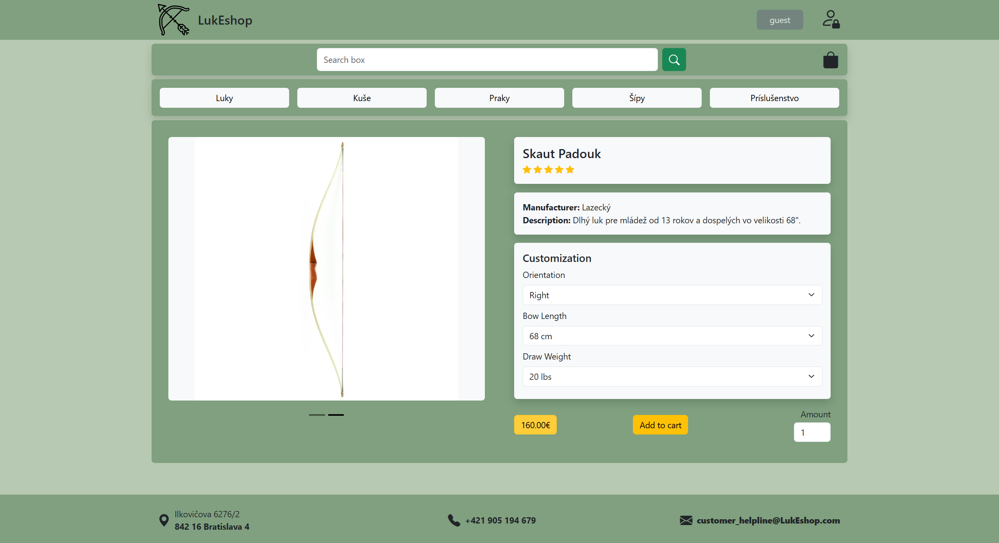 LukEshop
guest
Search box
Luky
Kuše
Praky
Šípy
Príslušenstvo
Skaut Padouk
Manufacturer: Lazecký
Description: Dlhý luk pre mládež od 13 rokov a dospelých vo velikosti 68".
Customization
Orientation
Right
Bow Length
68 cm
Draw Weight
20 lbs
160.00€
Add to cart
Amount
1
Ilkovičova 6276/2
842 16 Bratislava 4
+421 905 194 679
customer_helpline@LukEshop.com